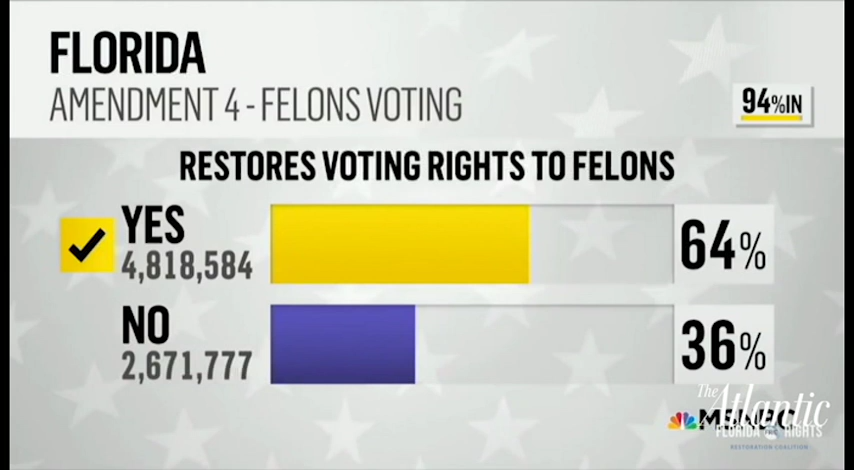 FLORIDA
AMENDMENT 4 - FELONS VOTING
94%IN
RESTORES VOTING RIGHTS TO FELONS
YES
4,818,584
64%
NO
2,671,777
36%
The Atlantic
MSNBC
FLORIDA RIGHTS
RESTORATION COALITION